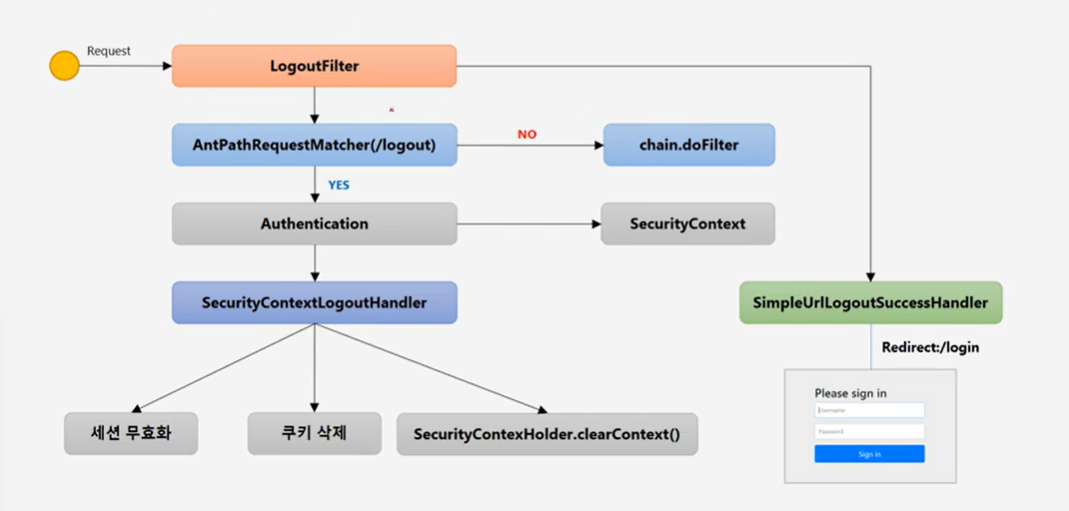 Request
LogoutFilter
AntPathRequestMatcher(/logout)
NO
chain.doFilter
YES
Authentication
SecurityContext
SecurityContextLogoutHandler
SimpleUrlLogoutSuccessHandler
Redirect:/login
Please sign in
Username
Password
Sign in
세션 무효화
쿠키 삭제
SecurityContexHolder.clearContext()